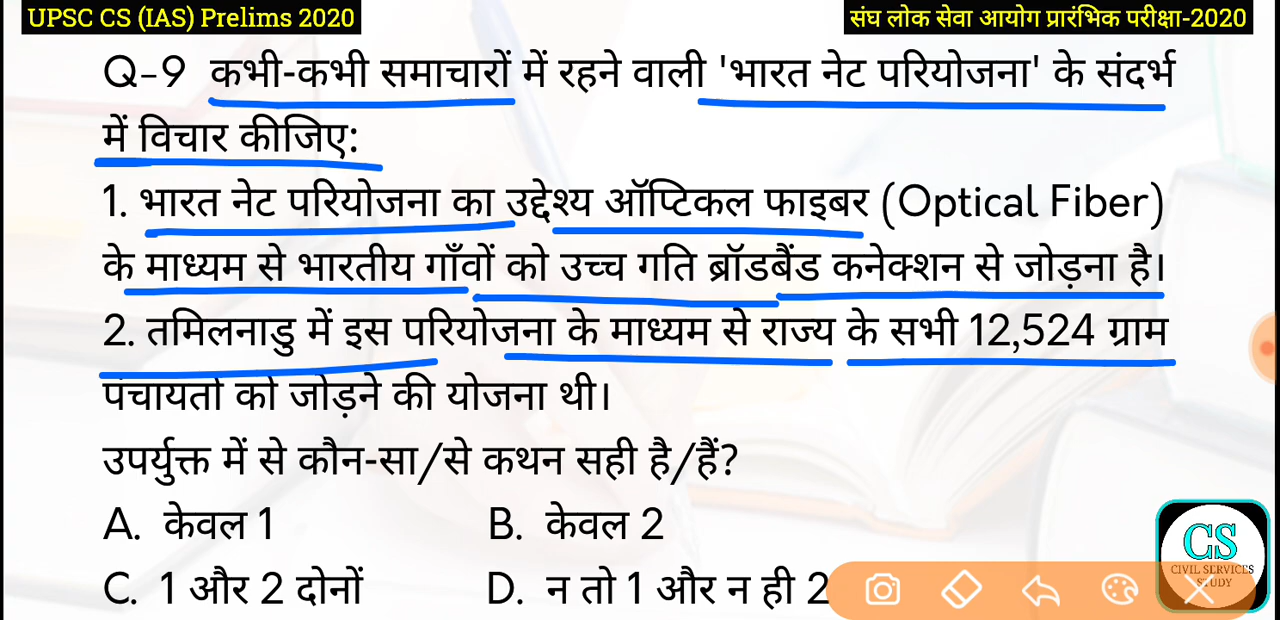 UPSC CS (IAS) Prelims 2020
संघ लोक सेवा आयोग प्रारंभिक परीक्षा-2020
Q-9 कभी-कभी समाचारों में रहने वाली 'भारत नेट परियोजना' के संदर्भ
में विचार कीजिए:
1. भारत नेट परियोजना का उद्देश्य ऑप्टिकल फाइबर (Optical Fiber)
के माध्यम से भारतीय गाँवों को उच्च गति ब्रॉडबैंड कनेक्शन से जोड़ना है।
2. तमिलनाडु में इस परियोजना के माध्यम से राज्य के सभी 12,524 ग्राम
पंचायतों को जोड़ने की योजना थी।
उपर्युक्त में से कौन-सा/से कथन सही है/हैं?
A. केवल 1 B. केवल 2
C. 1 और 2 दोनों D. न तो 1 और न ही 2
CS
CIVIL SERVICES
STUDY